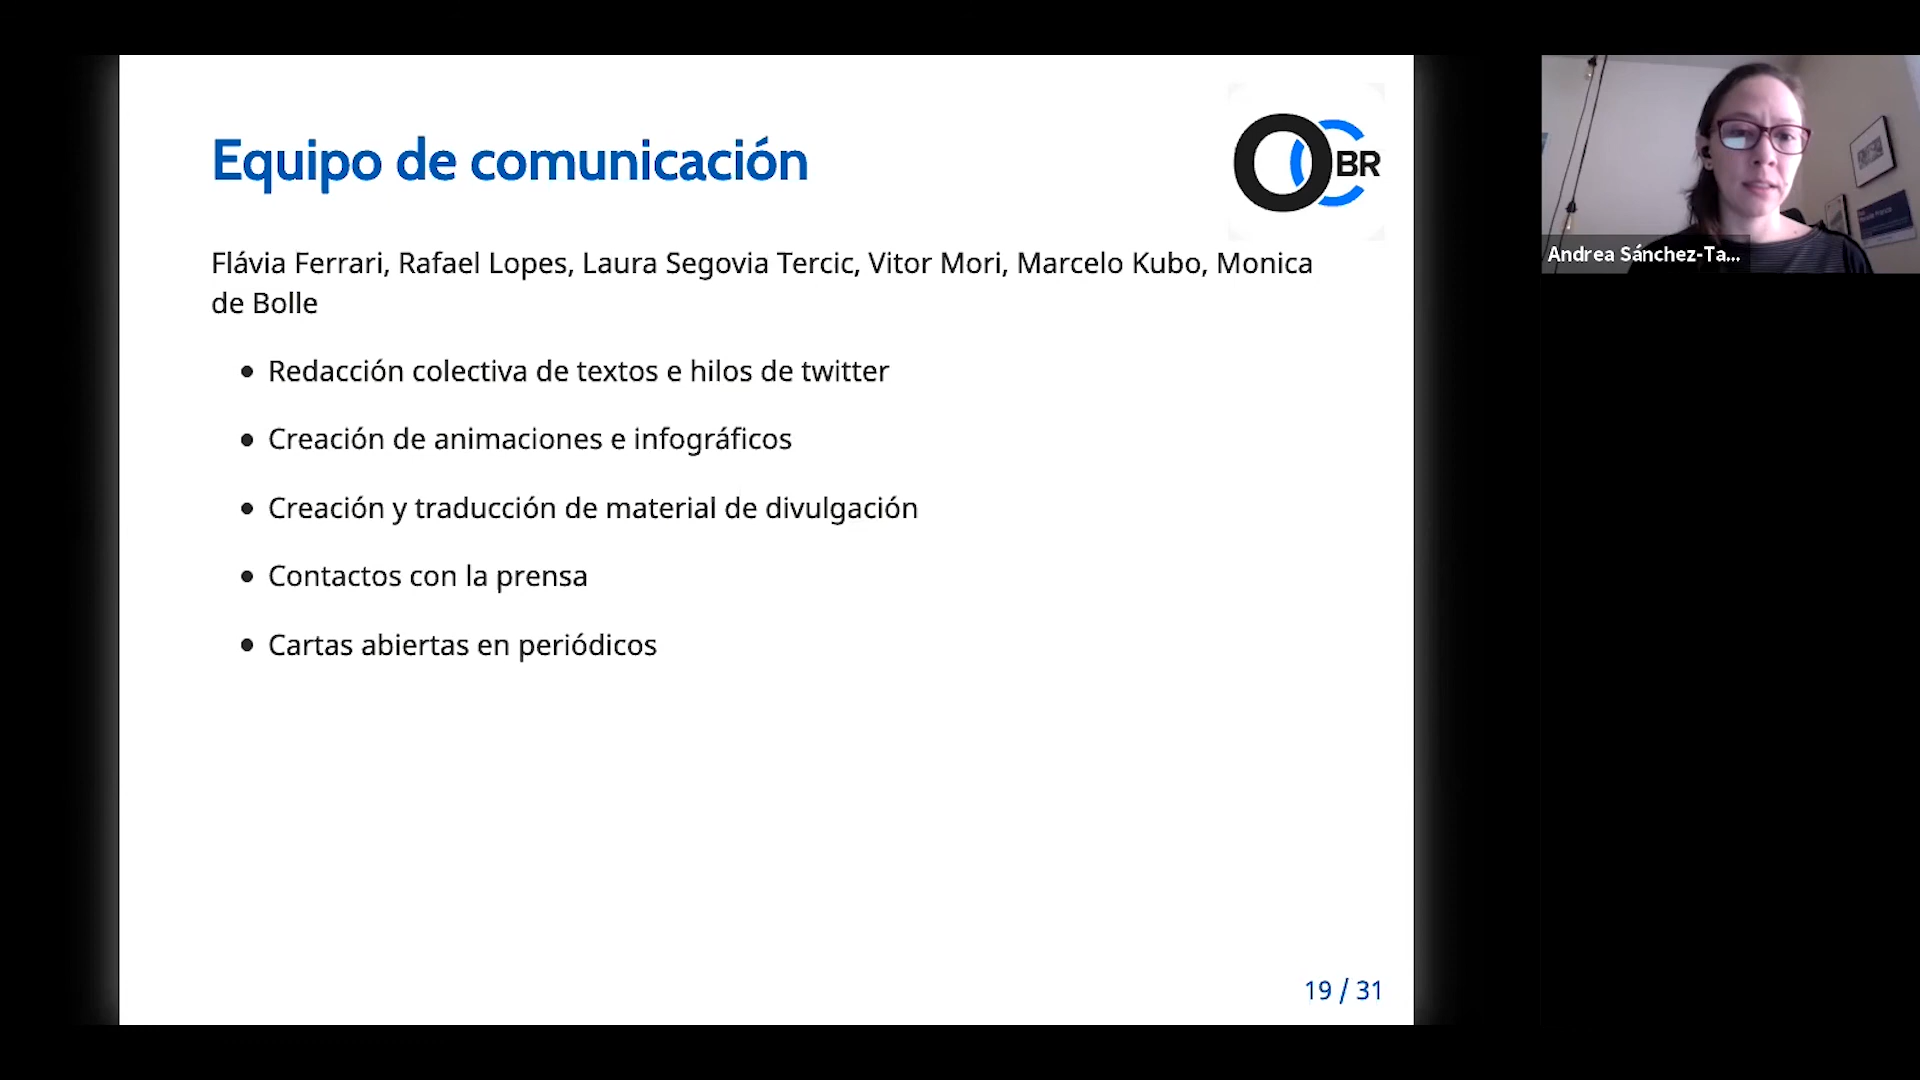 Equipo de comunicación
OC BR
Flávia Ferrari, Rafael Lopes, Laura Segovia Tercic, Vitor Mori, Marcelo Kubo, Monica
de Bolle
Redacción colectiva de textos e hilos de twitter
Creación de animaciones e infográficos
Creación y traducción de material de divulgación
Contactos con la prensa
Cartas abiertas en periódicos
19 / 31
Andrea Sánchez-Ta...